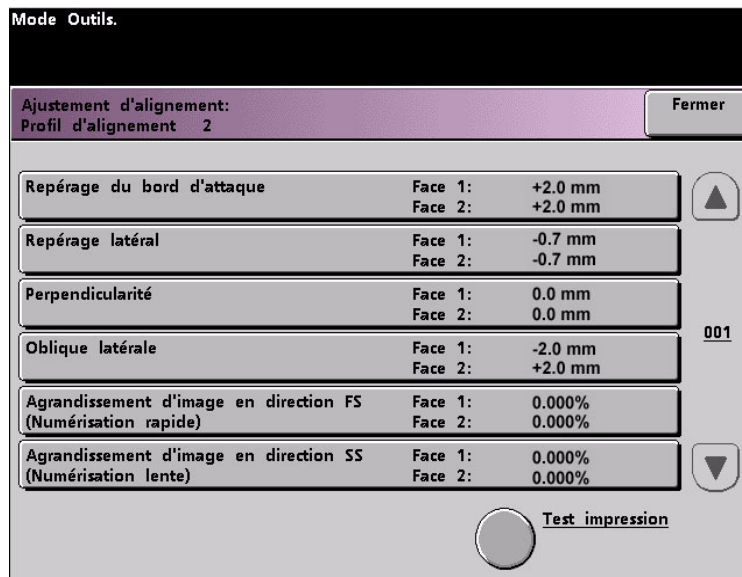 Mode Outils.
Ajustement d'alignement:
Profil d'alignement 2
Fermer
Repérage du bord d'attaque Face 1: +2.0 mm
Face 2: +2.0 mm
Repérage latéral Face 1: -0.7 mm
Face 2: -0.7 mm
Perpendicularité Face 1: 0.0 mm
Face 2: 0.0 mm
001
Oblique latérale Face 1: -2.0 mm
Face 2: +2.0 mm
Agrandissement d'image en direction FS Face 1: 0.000%
(Numérisation rapide) Face 2: 0.000%
Agrandissement d'image en direction SS Face 1: 0.000%
(Numérisation lente) Face 2: 0.000%
Test impression